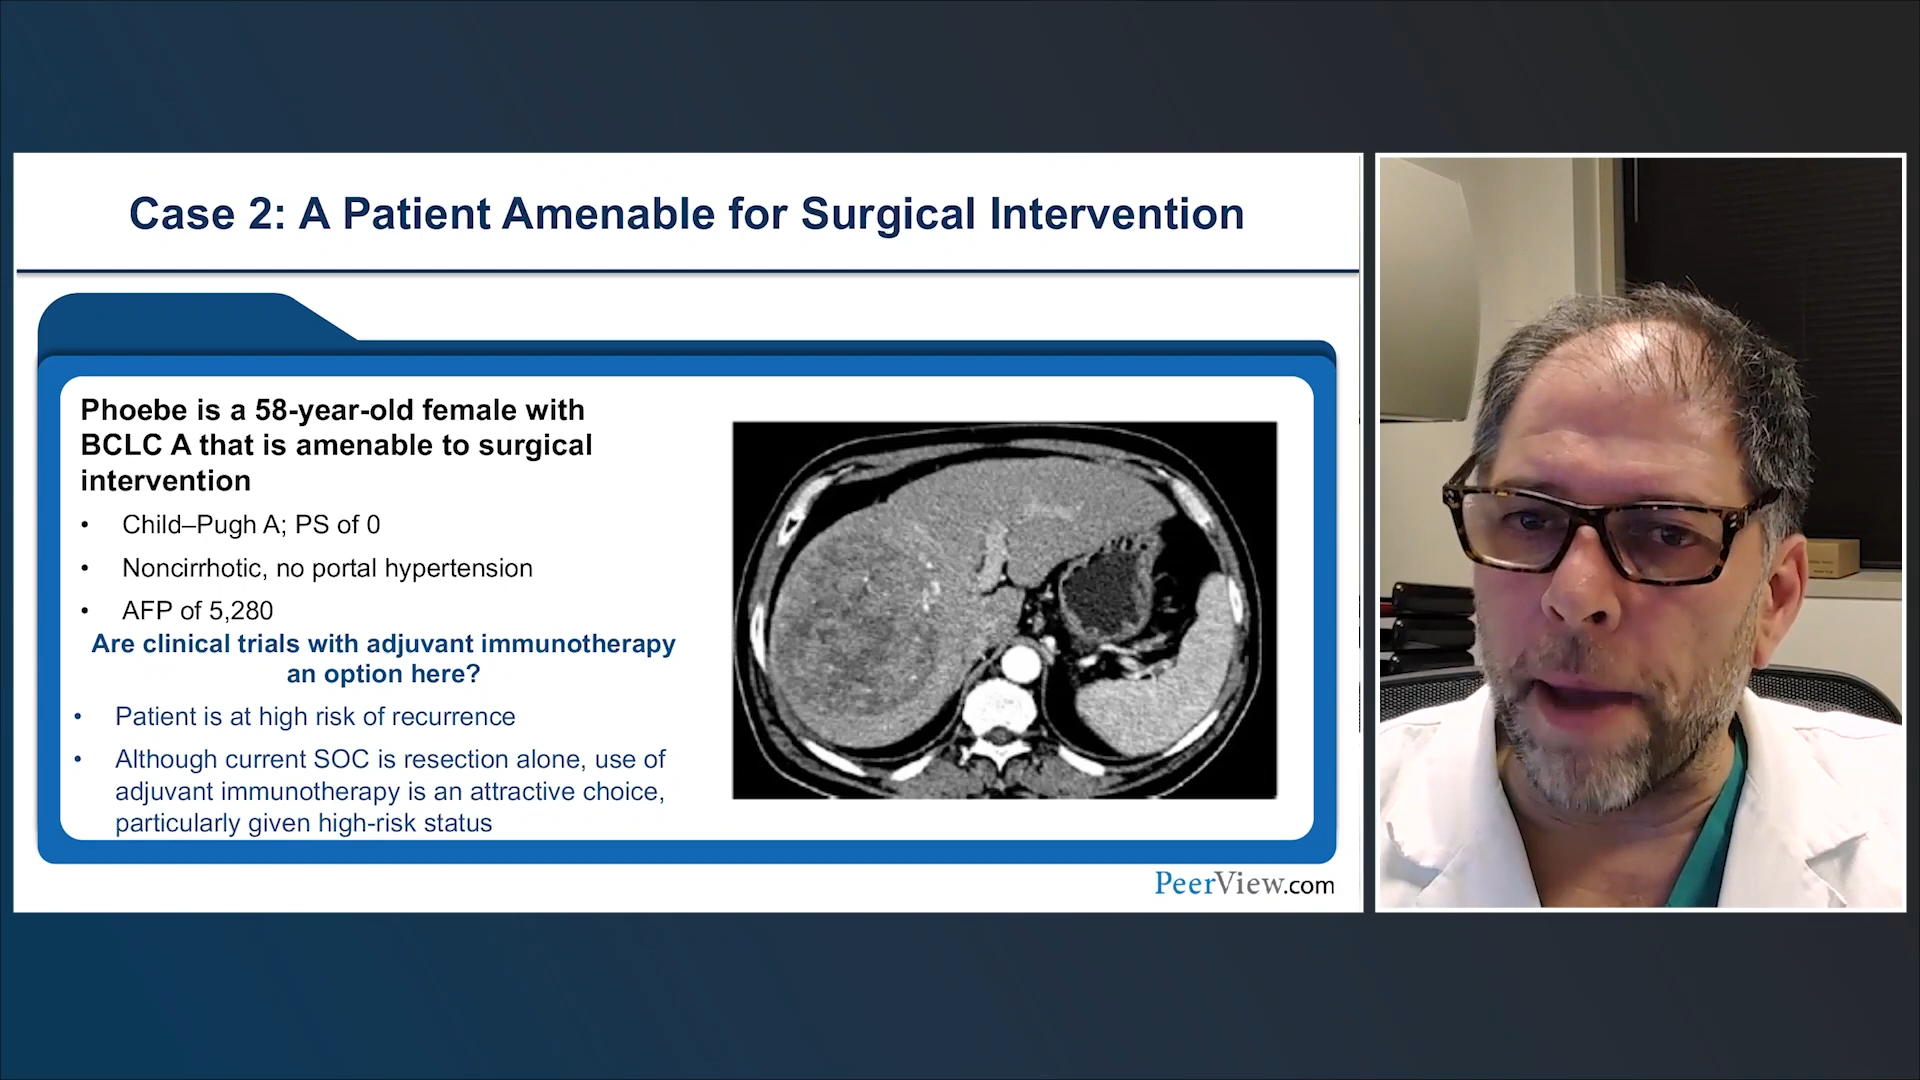 Case 2: A Patient Amenable for Surgical Intervention
Phoebe is a 58-year-old female with
BCLC A that is amenable to surgical
intervention
• Child–Pugh A; PS of 0
• Noncirrhotic, no portal hypertension
• AFP of 5,280
Are clinical trials with adjuvant immunotherapy
an option here?
• Patient is at high risk of recurrence
• Although current SOC is resection alone, use of
adjuvant immunotherapy is an attractive choice,
particularly given high-risk status
PeerView.com